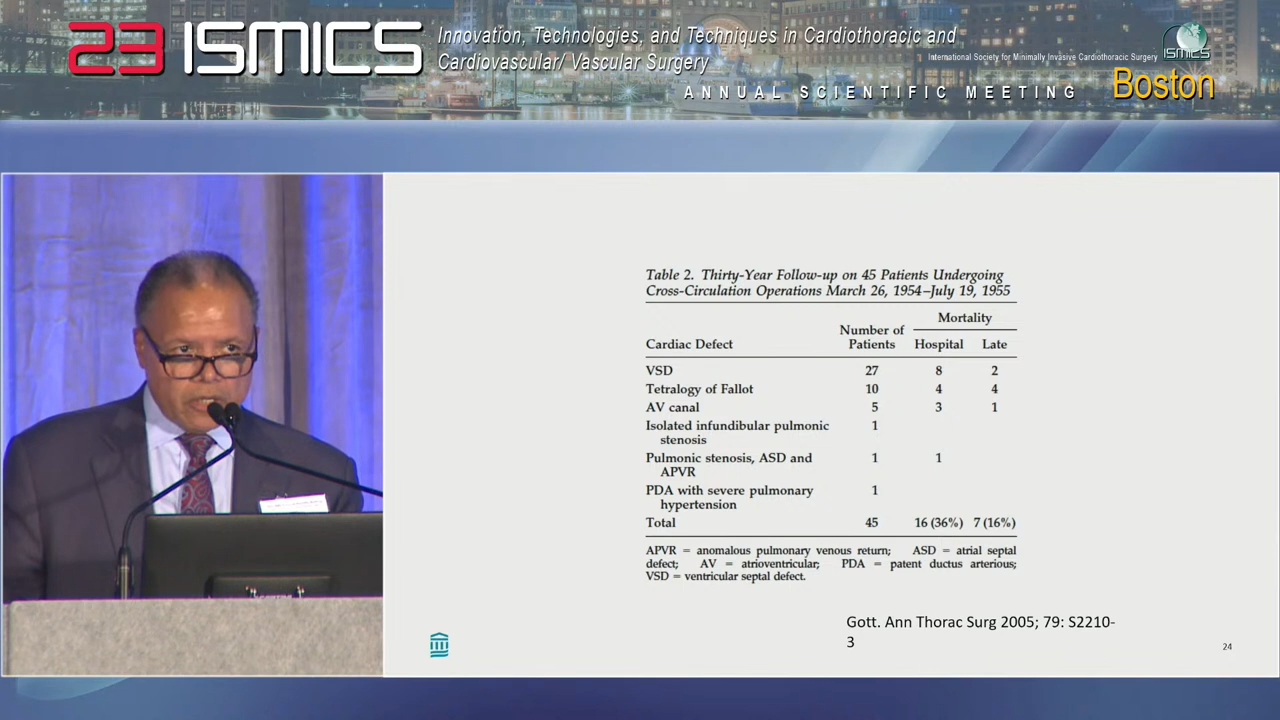 23 ISMICS
Innovation, Technologies, and Techniques in Cardiothoracic and
Cardiovascular/ Vascular Surgery
International Society for Minimally Invasive Cardiothoracic Surgery
ISMICS
ANNUAL SCIENTIFIC MEETING
Boston
Table 2. Thirty-Year Follow-up on 45 Patients Undergoing
Cross-Circulation Operations March 26, 1954–July 19, 1955
Mortality
Number of
Cardiac Defect Patients Hospital Late
VSD 27 8 2
Tetralogy of Fallot 10 4 4
AV canal 5 3 1
Isolated infundibular pulmonic 1
stenosis
Pulmonic stenosis, ASD and 1 1
APVR
PDA with severe pulmonary 1
hypertension
Total 45 16 (36%) 7 (16%)
APVR = anomalous pulmonary venous return; ASD = atrial septal
defect; AV = atrioventricular; PDA = patent ductus arterious;
VSD = ventricular septal defect.
Gott. Ann Thorac Surg 2005; 79: S2210-
3
24